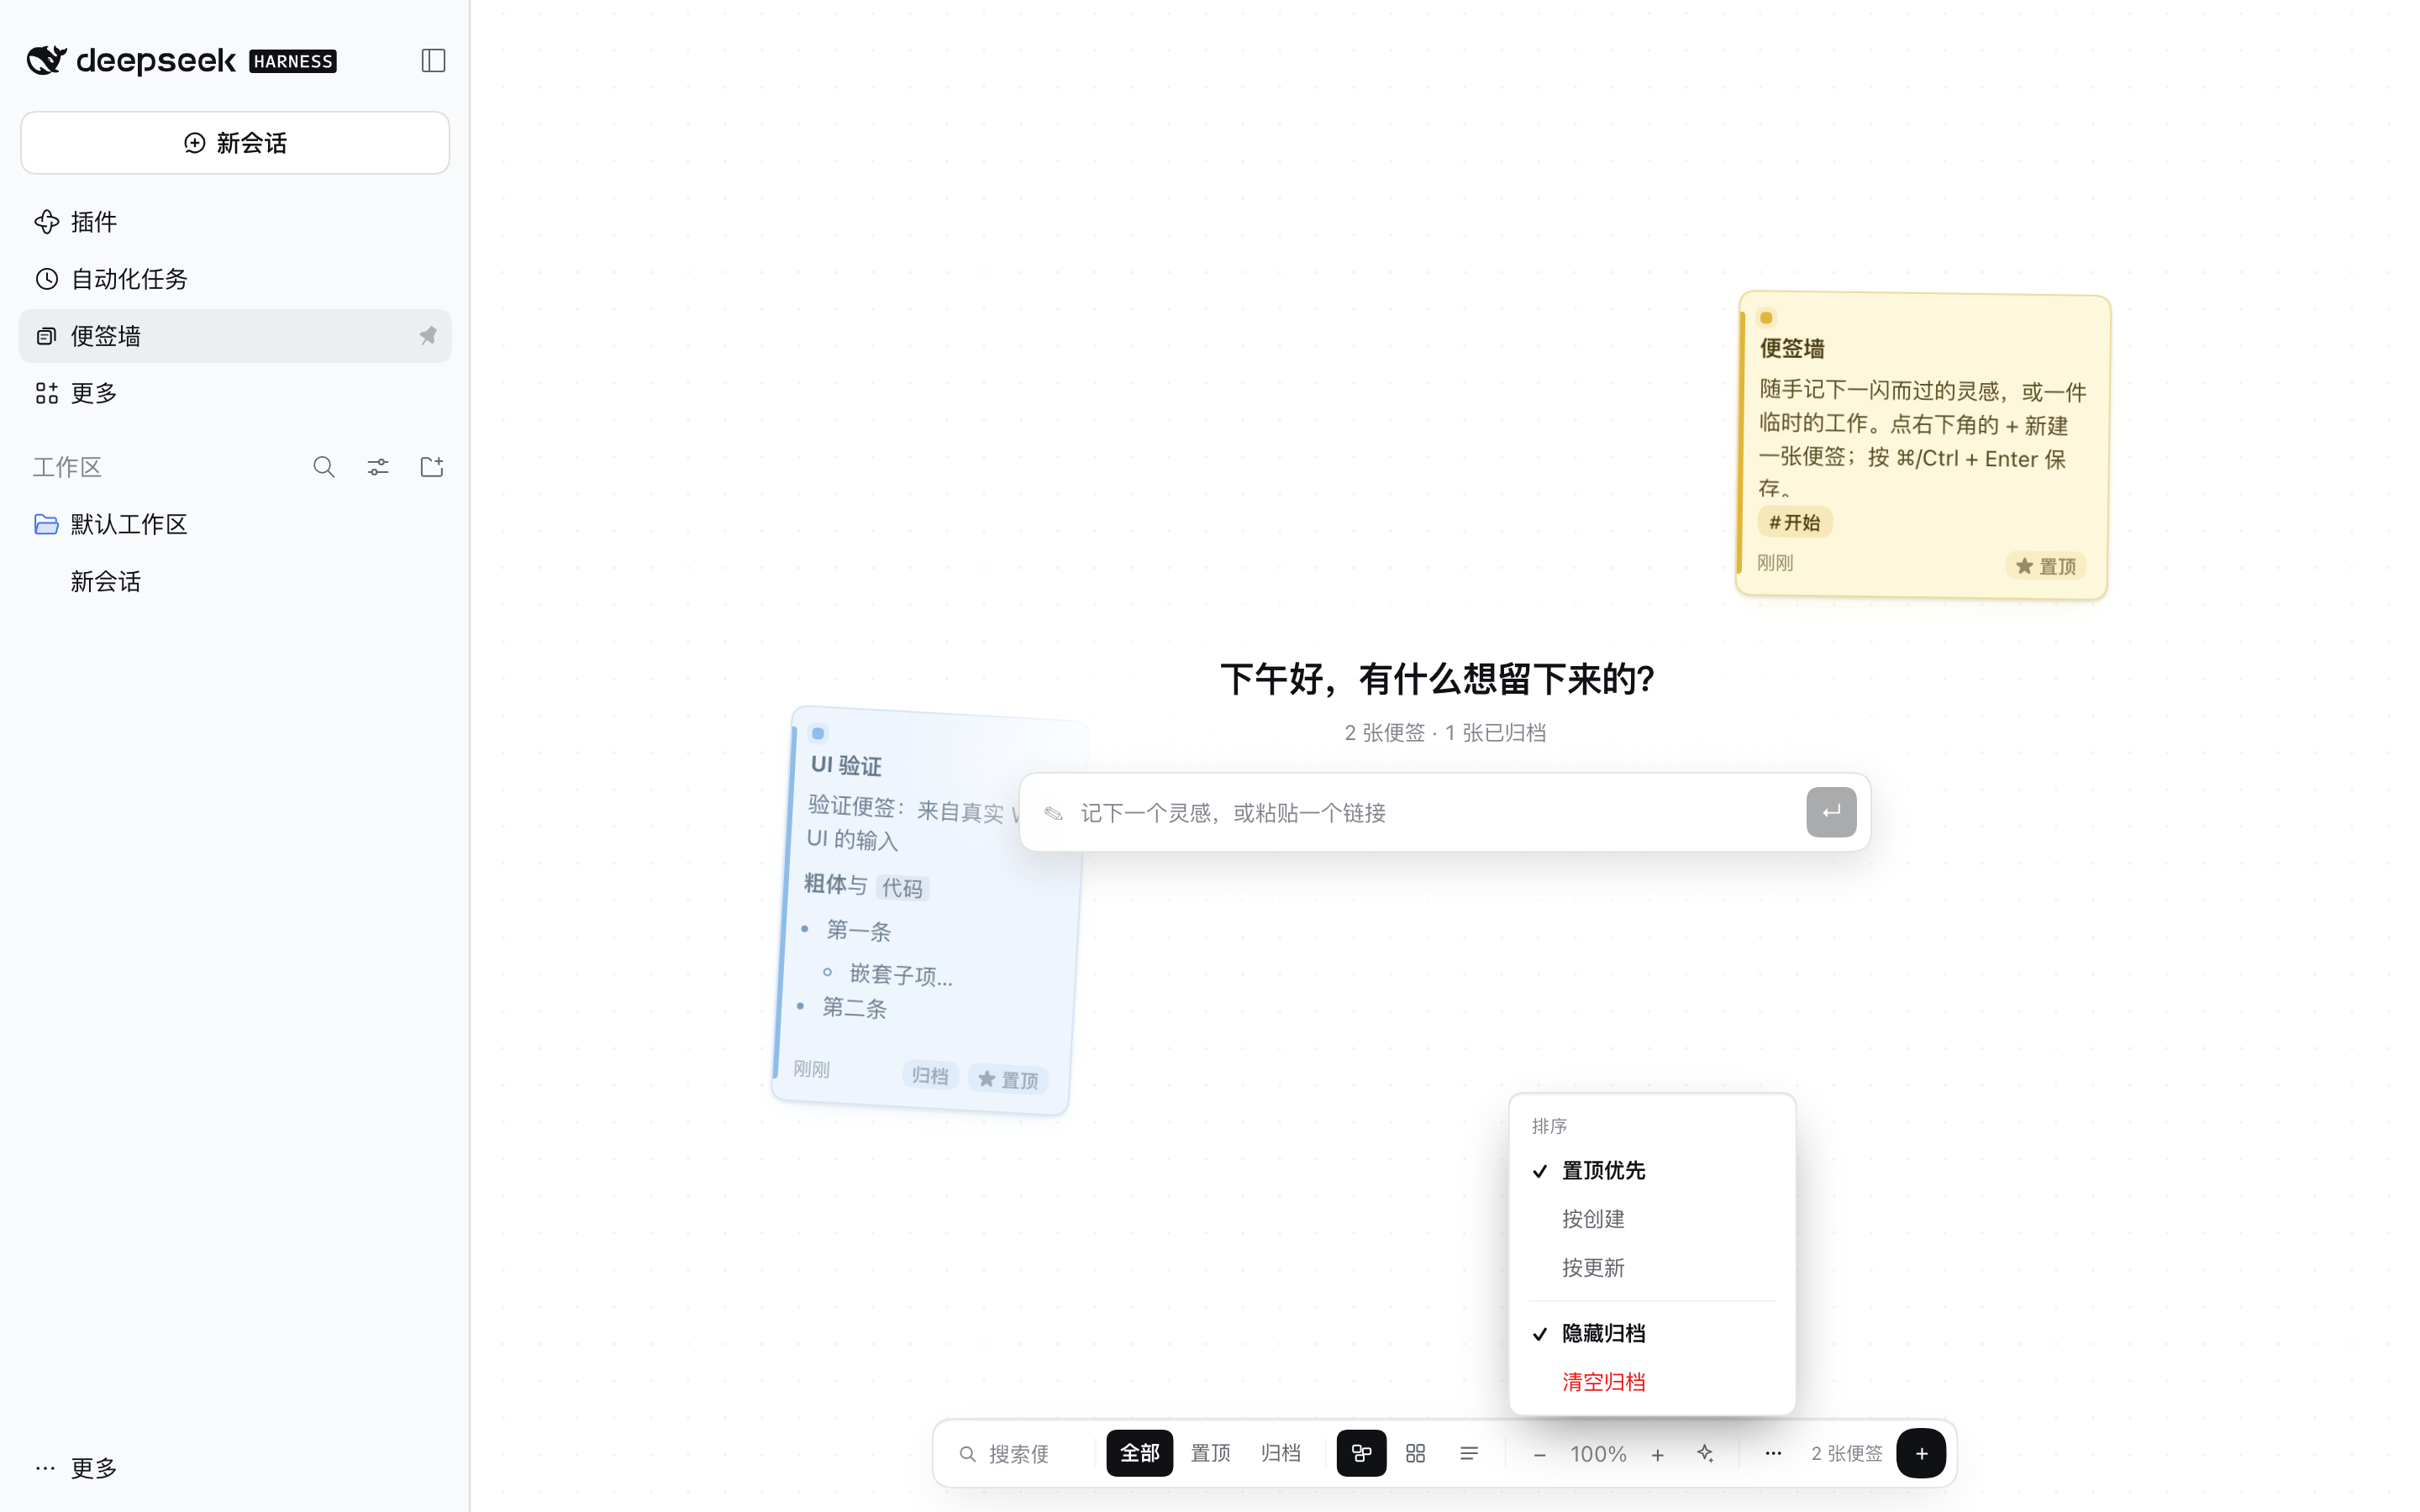 deepseek HARNESS
新会话
插件
自动化任务
便签墙
更多
工作区
默认工作区
新会话
更多
便签墙
随手记下一闪而过的灵感，或一件
临时的工作。点右下角的 + 新建
一张便签；按 ⌘/Ctrl + Enter 保
存。
#开始
刚刚
★ 置顶
下午好，有什么想留下来的?
2 张便签 · 1 张已归档
记下一个灵感，或粘贴一个链接
UI 验证
验证便签：来自真实
UI 的输入
粗体与 代码
• 第一条
◦ 嵌套子项...
• 第二条
刚刚
归档
★ 置顶
排序
✓ 置顶优先
按创建
按更新
✓ 隐藏归档
清空归档
搜索便
全部
置顶
归档
− 100% +
···
2 张便签
+